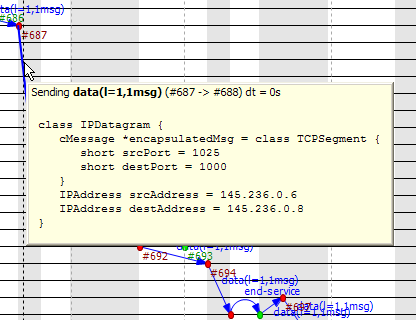 data(l=1,1msg)
#686
#687
Sending data(l=1,1msg) (#687 -> #688) dt = 0s
class IPDatagram {
cMessage *encapsulatedMsg = class TCPSegment {
short srcPort = 1025
short destPort = 1000
}
IPAddress srcAddress = 145.236.0.6
IPAddress destAddress = 145.236.0.8
}
data(l=1,1msg)
#692
#693
#694
data(l=1,1msg)
end-service
data(l=1,1msg)
data(l=1,1msg)